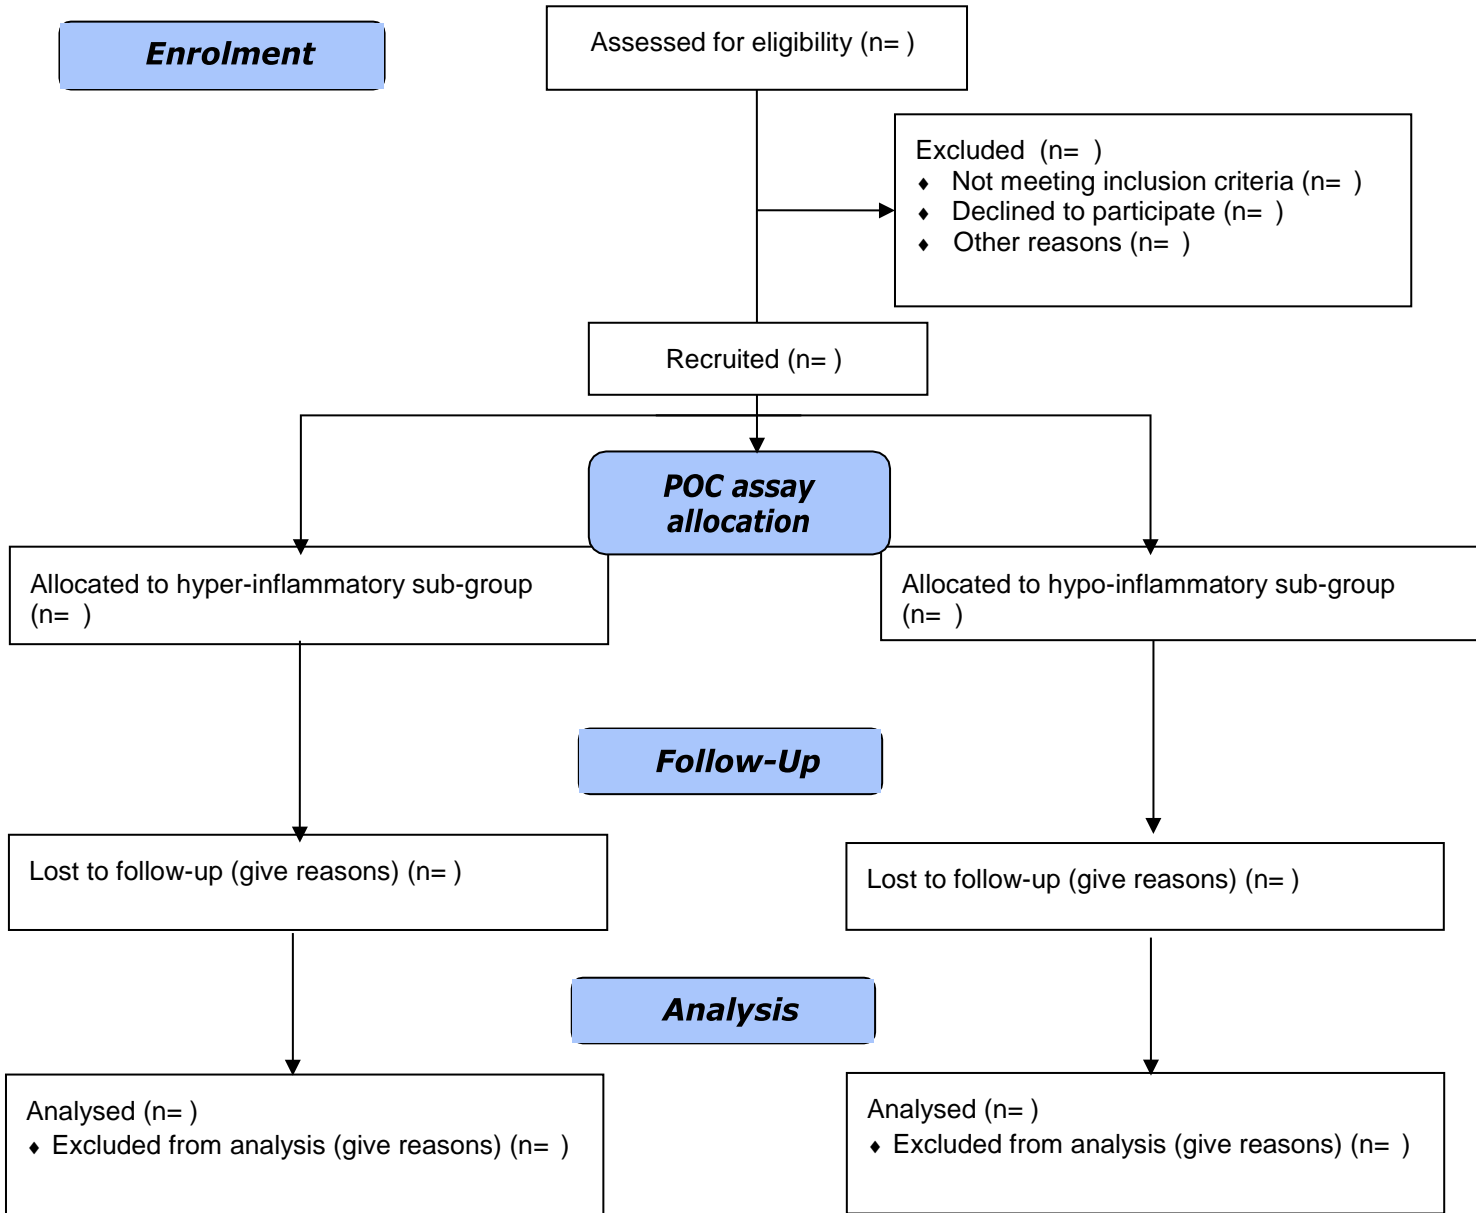 Enrolment
Assessed for eligibility (n= )
Excluded (n= )
♦ Not meeting inclusion criteria (n= )
♦ Declined to participate (n= )
♦ Other reasons (n= )
Recruited (n= )
POC assay
allocation
Allocated to hyper-inflammatory sub-group
(n= )
Allocated to hypo-inflammatory sub-group
(n= )
Follow-Up
Lost to follow-up (give reasons) (n= )
Lost to follow-up (give reasons) (n= )
Analysis
Analysed (n= )
♦ Excluded from analysis (give reasons) (n= )
Analysed (n= )
♦ Excluded from analysis (give reasons) (n= )